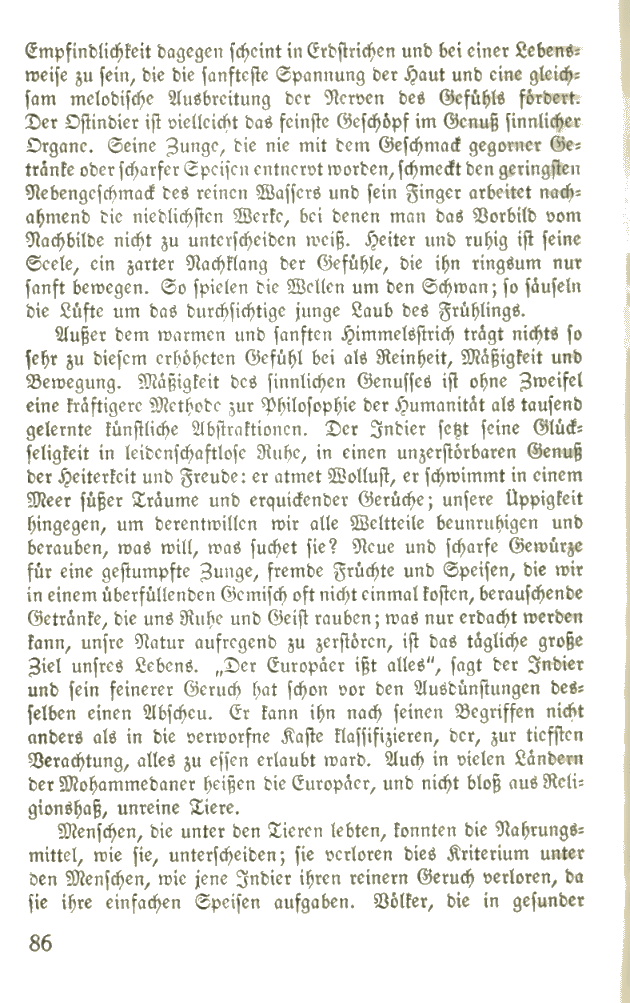 Empfindlichkeit dagegen scheint in Erdstrichen und bei einer Lebens-
weise zu sein, die die sanfteste Spannung der Haut und eine gleich-
sam melodische Ausbreitung der Nerven des Gefühls fördert.
Der Ostindier ist vielleicht das feinste Geschöpf im Genuß sinnlicher
Organe. Seine Zunge, die nie mit dem Geschmack gegorner Ge-
tränke oder scharfer Speisen entnervt worden, schmeckt den geringsten
Nebengeschmack des reinen Wassers und sein Finger arbeitet nach-
ahmend die niedlichsten Werke, bei denen man das Vorbild vom
Nachbilde nicht zu unterscheiden weiß. Heiter und ruhig ist seine
Seele, ein zarter Nachklang der Gefühle, die ihn ringsum nur
sanft bewegen. So spielen die Wellen um den Schwan; so säuseln
die Lüfte um das durchsichtige junge Laub des Frühlings.
Außer dem warmen und sanften Himmelsstrich trägt nichts so
sehr zu diesem erhöheten Gefühl bei als Reinheit, Mäßigkeit und
Bewegung. Mäßigkeit des sinnlichen Genusses ist ohne Zweifel
eine kräftigere Methode zur Philosophie der Humanität als tausend
gelernte künstliche Abstraktionen. Der Indier setzt seine Glück-
seligkeit in leidenschaftlose Ruhe, in einen unzerstörbaren Genuß
der Heiterkeit und Freude: er atmet Wollust, er schwimmt in einem
Meer süßer Träume und erquickender Gerüche; unsere Üppigkeit
hingegen, um derentwillen wir alle Weltteile beunruhigen und
berauben, was will, was suchet sie? Neue und scharfe Gewürze
für eine gestumpfte Zunge, fremde Früchte und Speisen, die wir
in einem überfüllenden Gemisch oft nicht einmal kosten, berauschende
Getränke, die uns Ruhe und Geist rauben; was nur erdacht werden
kann, unsre Natur aufregend zu zerstören, ist das tägliche große
Ziel unsres Lebens. „Der Europäer ißt alles“, sagt der Indier
und sein feinerer Geruch hat schon vor den Ausdünstungen des-
selben einen Abscheu. Er kann ihn nach seinen Begriffen nicht
anders als in die verworfne Kaste klassifizieren, der, zur tiefsten
Verachtung, alles zu essen erlaubt ward. Auch in vielen Ländern
der Mohammedaner heißen die Europäer, und nicht bloß aus Reli-
gionshaß, unreine Tiere.
Menschen, die unter den Tieren lebten, konnten die Nahrungs-
mittel, wie sie, unterscheiden; sie verloren dies Kriterium unter
den Menschen, wie jene Indier ihren reinern Geruch verloren, da
sie ihre einfachen Speisen aufgaben. Völker, die in gesunder
86